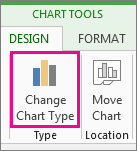 CHART TOOLS
DESIGN FORMAT
Change
Chart Type
Move
Chart
Type Location